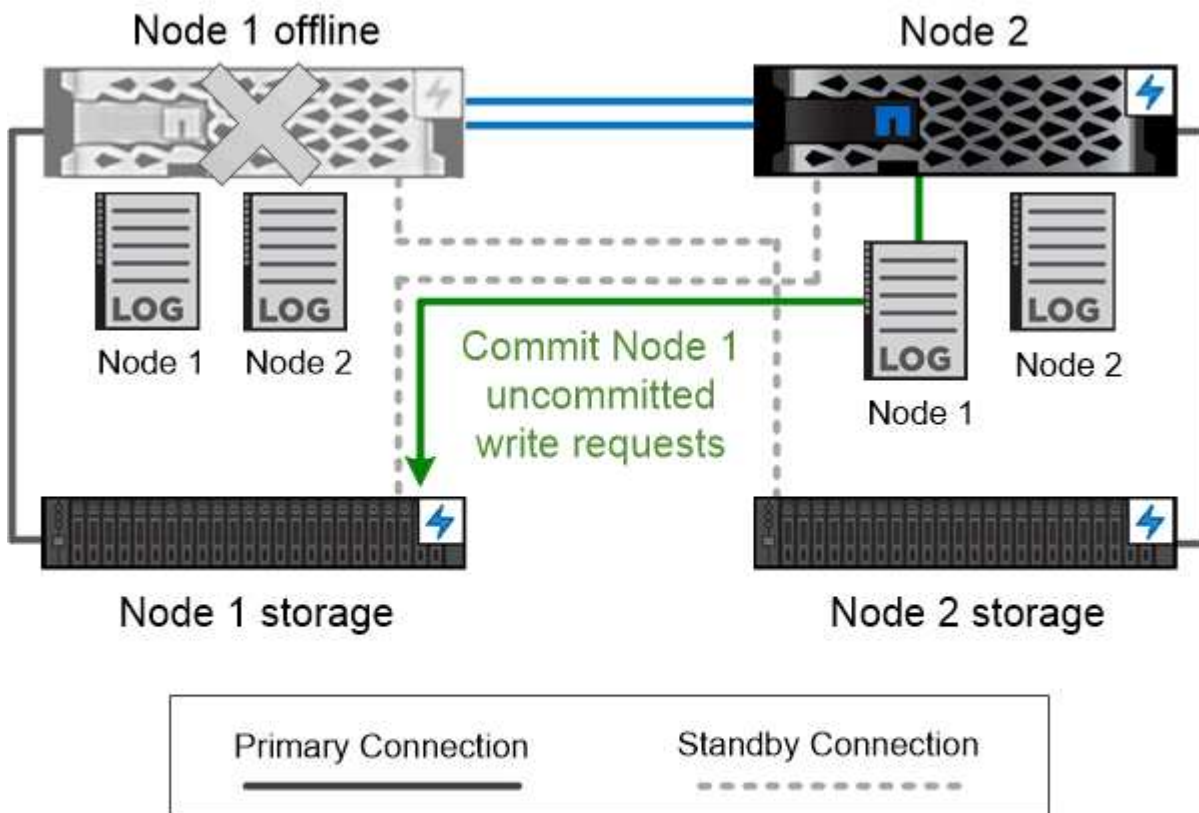 Node 1 offline
Node 2
LOG
LOG
LOG
LOG
Node 1
Node 2
Node 1
Node 2
Commit Node 1
uncommitted
write requests
Node 1 storage
Node 2 storage
Primary Connection
Standby Connection